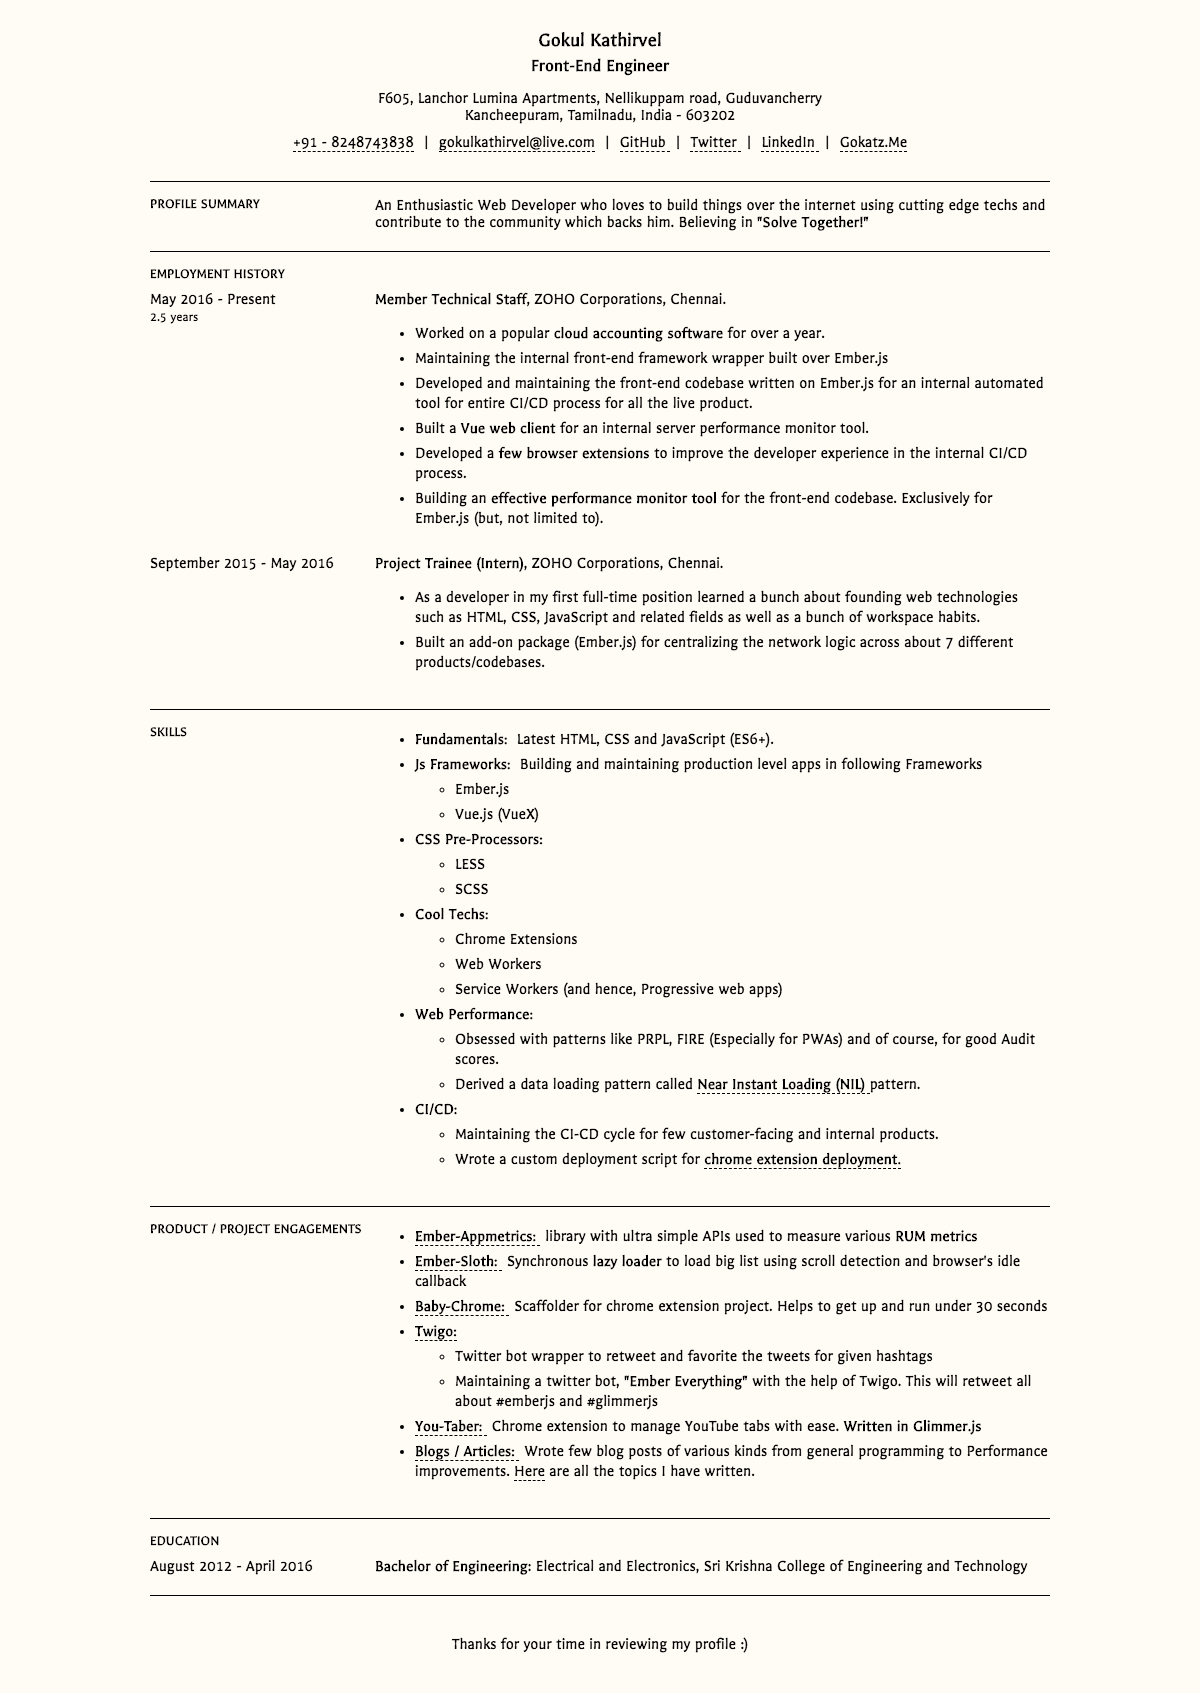 Gokul Kathirvel
Front-End Engineer
F605, Lanchor Lumina Apartments, Nellikuppam road, Guduvancherry
Kancheepuram, Tamilnadu, India - 603202
+91 - 8248743838 | gokulkathirvel@live.com | GitHub | Twitter | LinkedIn | Gokatz.Me
PROFILE SUMMARY
An Enthusiastic Web Developer who loves to build things over the internet using cutting edge techs and
contribute to the community which backs him. Believing in "Solve Together!"
EMPLOYMENT HISTORY
May 2016 - Present
2.5 years
Member Technical Staff, ZOHO Corporations, Chennai.
• Worked on a popular cloud accounting software for over a year.
• Maintaining the internal front-end framework wrapper built over Ember.js
• Developed and maintaining the front-end codebase written on Ember.js for an internal automated
tool for entire CI/CD process for all the live product.
• Built a Vue web client for an internal server performance monitor tool.
• Developed a few browser extensions to improve the developer experience in the internal CI/CD
process.
• Building an effective performance monitor tool for the front-end codebase. Exclusively for
Ember.js (but, not limited to).
September 2015 - May 2016
Project Trainee (Intern), ZOHO Corporations, Chennai.
• As a developer in my first full-time position learned a bunch about founding web technologies
such as HTML, CSS, JavaScript and related fields as well as a bunch of workspace habits.
• Built an add-on package (Ember.js) for centralizing the network logic across about 7 different
products/codebases.
SKILLS
• Fundamentals: Latest HTML, CSS and JavaScript (ES6+).
• Js Frameworks: Building and maintaining production level apps in following Frameworks
◦ Ember.js
◦ Vue.js (VueX)
• CSS Pre-Processors:
◦ LESS
◦ SCSS
• Cool Techs:
◦ Chrome Extensions
◦ Web Workers
◦ Service Workers (and hence, Progressive web apps)
• Web Performance:
◦ Obsessed with patterns like PRPL, FIRE (Especially for PWAs) and of course, for good Audit
scores.
◦ Derived a data loading pattern called Near Instant Loading (NIL) pattern.
• CI/CD:
◦ Maintaining the CI-CD cycle for few customer-facing and internal products.
◦ Wrote a custom deployment script for chrome extension deployment.
PRODUCT / PROJECT ENGAGEMENTS
• Ember-Appmetrics: library with ultra simple APIs used to measure various RUM metrics
• Ember-Sloth: Synchronous lazy loader to load big list using scroll detection and browser's idle
callback
• Baby-Chrome: Scaffolder for chrome extension project. Helps to get up and run under 30 seconds
• Twigo:
◦ Twitter bot wrapper to retweet and favorite the tweets for given hashtags
◦ Maintaining a twitter bot, "Ember Everything" with the help of Twigo. This will retweet all
about #emberjs and #glimmerjs
• You-Taber: Chrome extension to manage YouTube tabs with ease. Written in Glimmer.js
• Blogs / Articles: Wrote few blog posts of various kinds from general programming to Performance
improvements. Here are all the topics I have written.
EDUCATION
August 2012 - April 2016
Bachelor of Engineering: Electrical and Electronics, Sri Krishna College of Engineering and Technology
Thanks for your time in reviewing my profile :)